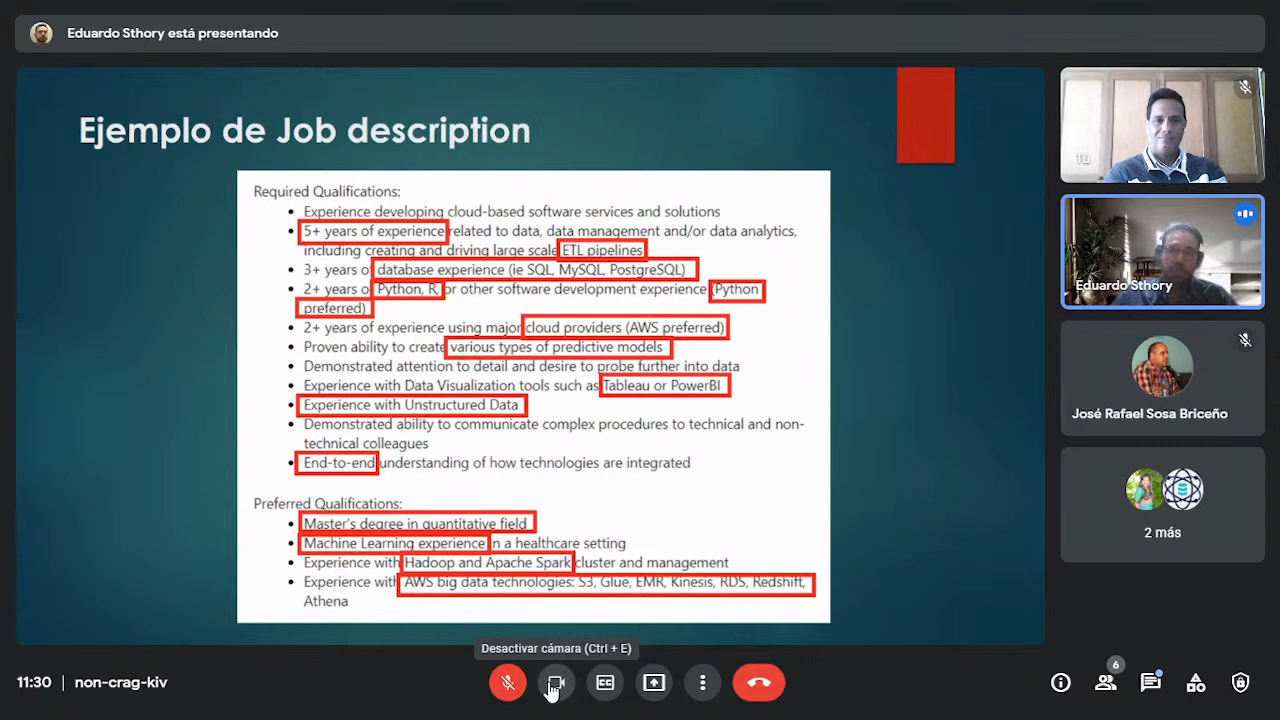 Eduardo Sthory está presentando
Ejemplo de Job description
Required Qualifications:
• Experience developing cloud-based software services and solutions
• 5+ years of experience related to data, data management and/or data analytics,
including creating and driving large scale ETL pipelines
• 3+ years of database experience (ie SQL, MySQL, PostgreSQL)
• 2+ years of Python, R, or other software development experience (Python
preferred)
• 2+ years of experience using major cloud providers (AWS preferred)
• Proven ability to create various types of predictive models
• Demonstrated attention to detail and desire to probe further into data
• Experience with Data Visualization tools such as Tableau or PowerBI
• Experience with Unstructured Data
• Demonstrated ability to communicate complex procedures to technical and non-
technical colleagues
• End-to-end understanding of how technologies are integrated
Preferred Qualifications:
• Master's degree in quantitative field
• Machine Learning experience in a healthcare setting
• Experience with Hadoop and Apache Spark cluster and management
• Experience with AWS big data technologies: S3, Glue, EMR, Kinesis, RDS, Redshift,
Athena
Tú
Eduardo Sthory
José Rafael Sosa Briceño
2 más
Desactivar cámara (Ctrl + E)
11:30 | non-crag-kiv
CC
6